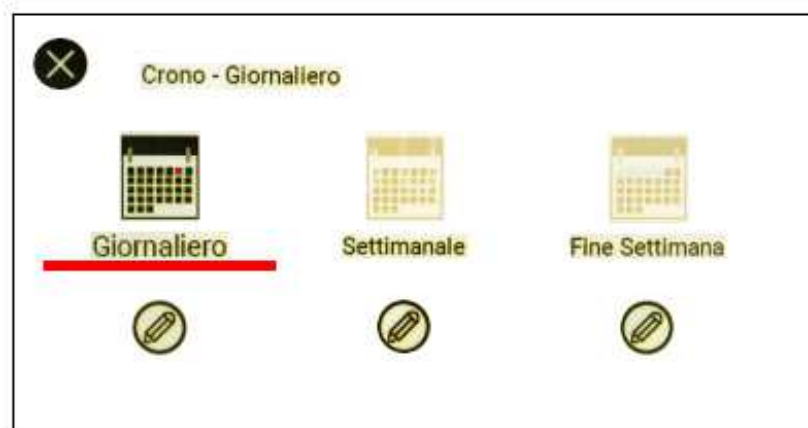 Crono - Giornaliero
Giornaliero
Settimanale
Fine Settimana